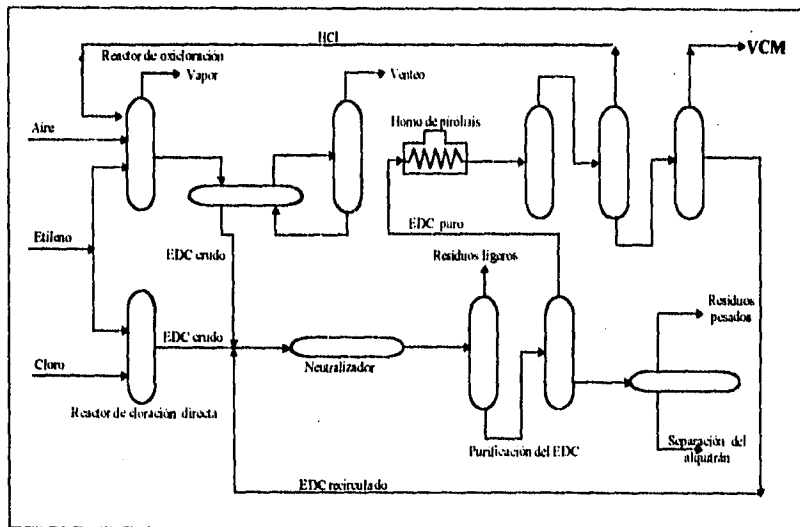 HCl
VCM
Reactor de oxicloración
Vapor
Venteo
Aire
Horno de pirolisis
Etileno
EDC puro
EDC crudo
Residuos ligeros
Residuos
pesados
EDC crudo
Cloro
Neutralizador
Reactor de cloración directa
Purificación del EDC
Separación del
alquitrán
EDC recirculado